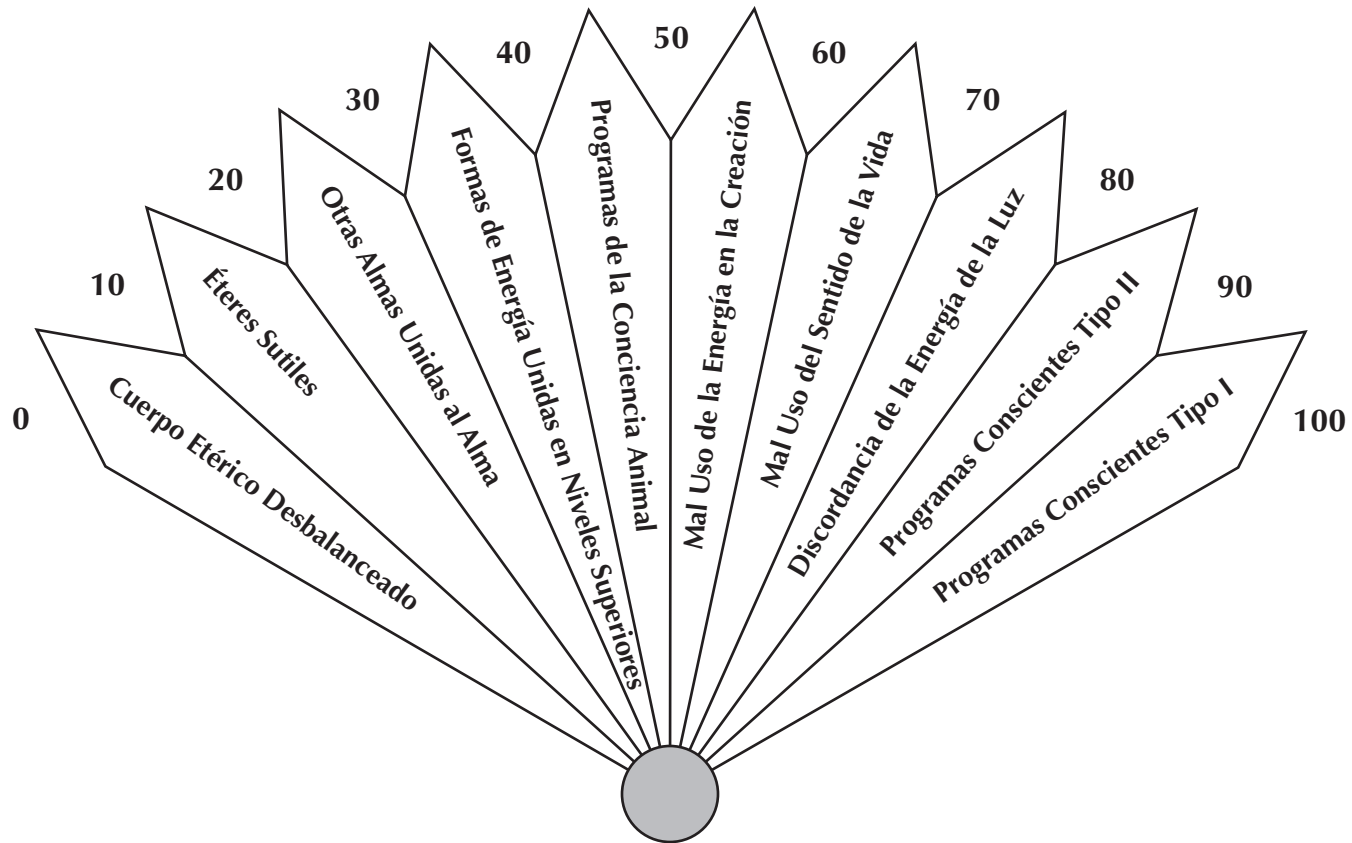 0
Cuerpo Etérico Desbalanceado
10
Éteres Sutiles
20
Otras Almas Unidas al Alma
30
Formas de Energía Unidas en Niveles Superiores
40
Programas de la Conciencia Animal
50
Mal Uso de la Energía en la Creación
60
Mal Uso del Sentido de la Vida
70
Discordancia de la Energía de la Luz
80
Programas Conscientes Tipo II
90
Programas Conscientes Tipo I
100